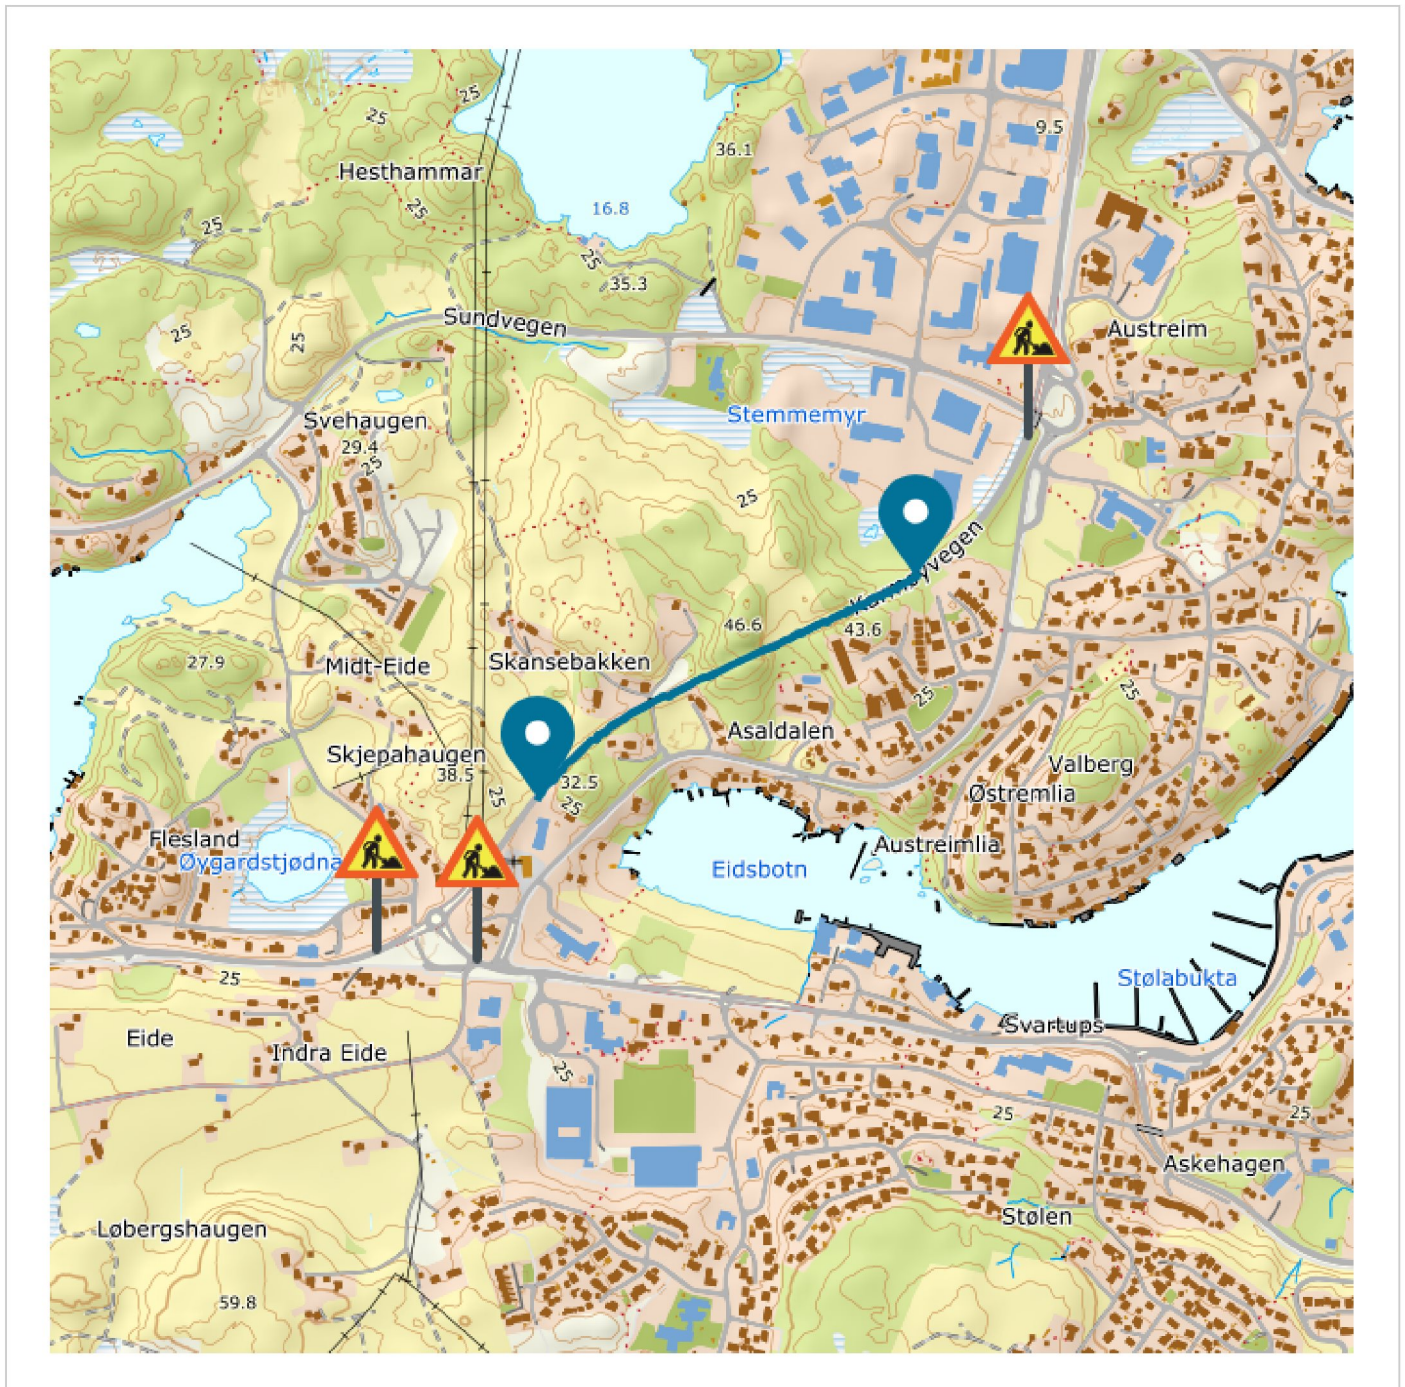 25
25
9.5
36.1
Hesthammar
25
16.8
25
25
35.3
Sundvegen
Austreim
25
25
Stemmemyr
Svehaugen
29.4
25
25
Karmøyvegen
46.6
43.6
27.9
Midt-Eide
Skansebakken
25
25
Asaldalen
Skjepahaugen
38.5
32.5
25
25
Valberg
Østremlia
Flesland
Øygardstjødna
Austreimlia
Eidsbotn
25
Stølabukta
Eide
Indra Eide
Svartups
25
25
25
Askehagen
Stølen
Løbergshaugen
59.8